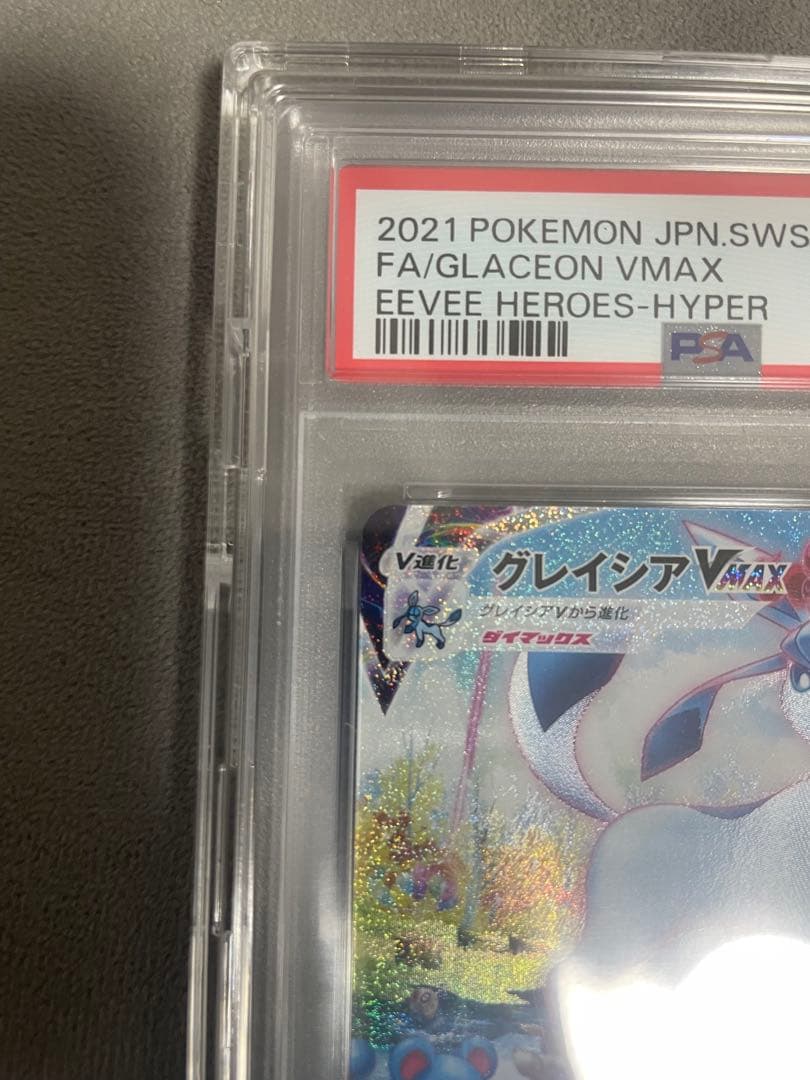 2021 POKEMON JPN.SWS
FA/GLACEON VMAX
EEVEE HEROES-HYPER
PSA
V進化
グレイシアVMAX
グレイシアVから進化
ダイマックス